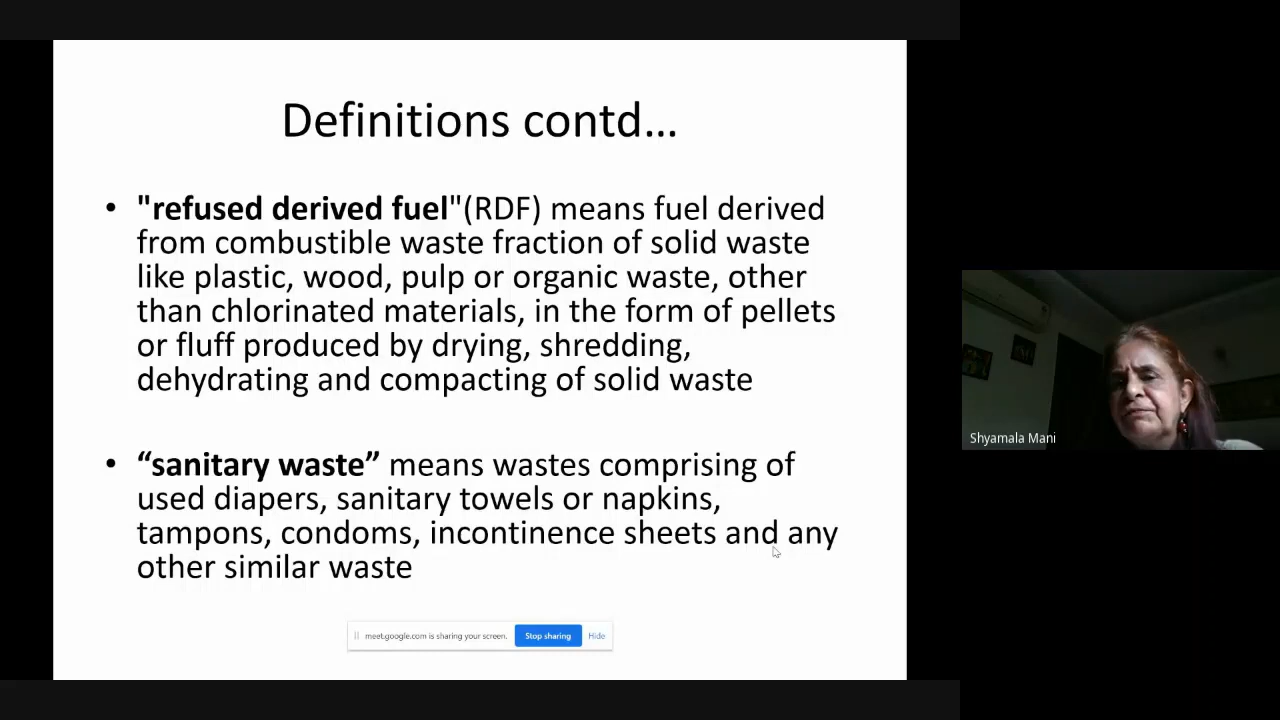 Definitions contd...
• "refused derived fuel"(RDF) means fuel derived
from combustible waste fraction of solid waste
like plastic, wood, pulp or organic waste, other
than chlorinated materials, in the form of pellets
or fluff produced by drying, shredding,
dehydrating and compacting of solid waste
• “sanitary waste” means wastes comprising of
used diapers, sanitary towels or napkins,
tampons, condoms, incontinence sheets and any
other similar waste
meet.google.com is sharing your screen. Stop sharing Hide
Shyamala Mani